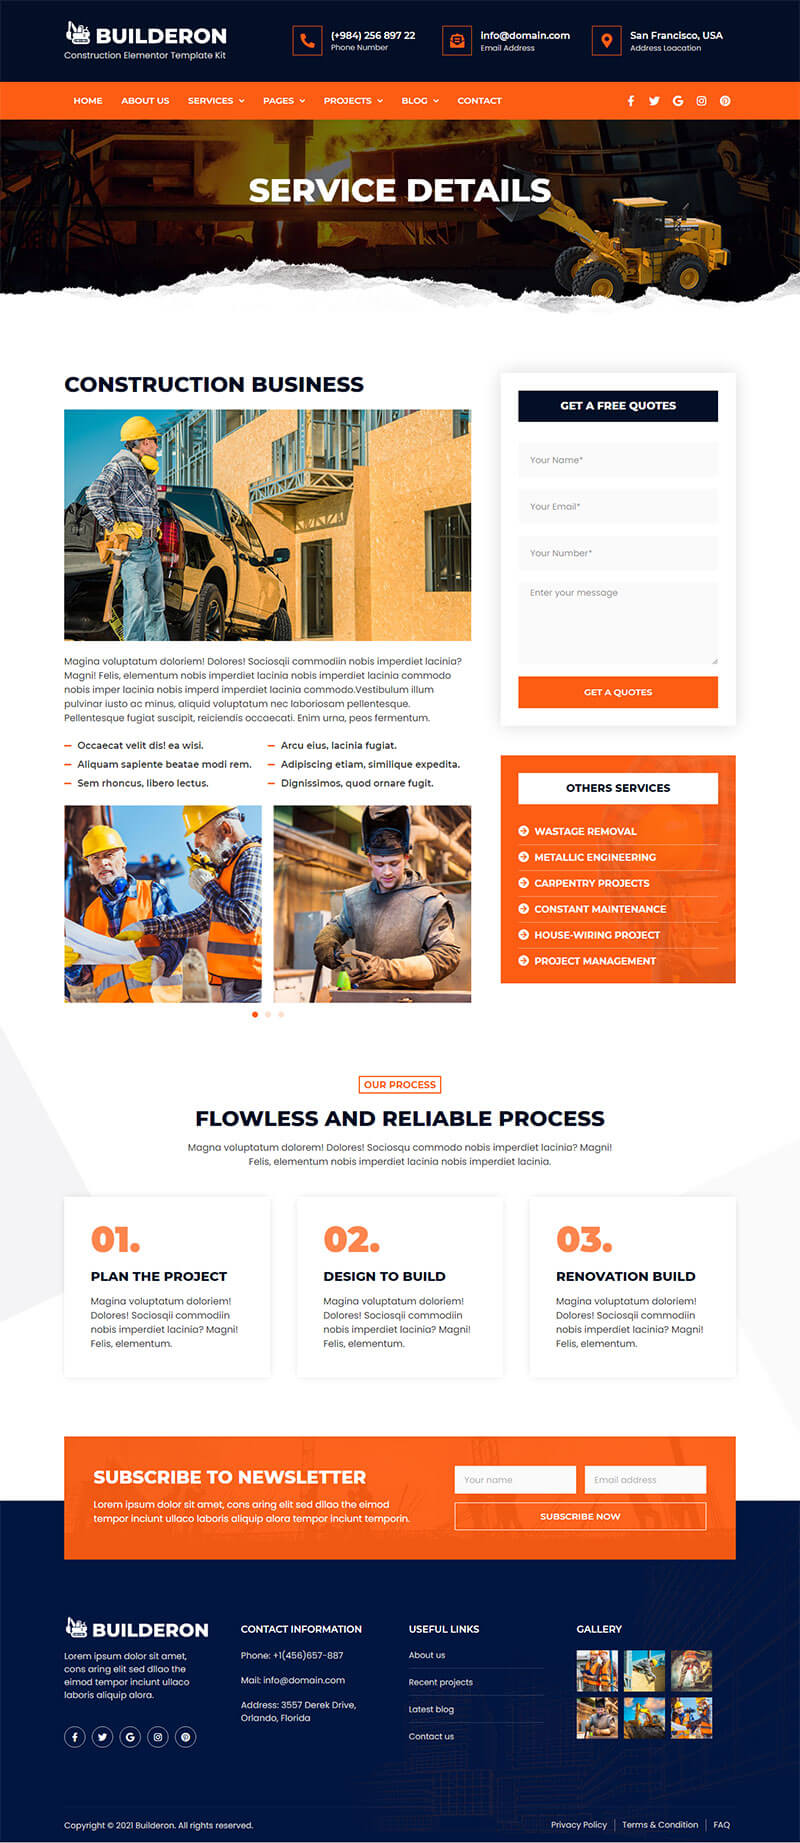 BUILDERON
Construction Elementor Template Kit
(+984) 256 897 22
Phone Number
Info@domain.com
Email Address
San Francisco, USA
Address Loacation
HOME ABOUT US SERVICES PAGES PROJECTS BLOG CONTACT
SERVICE DETAILS
CONSTRUCTION BUSINESS
Magina voluptatum doloriem! Dolores! Sociosqii commodiin nobis imperdiet lacinia?
Magni! Felis, elementum nobis imperdiet lacinia nobis imperdiet lacinia commodo
nobis imper lacinia nobis imperd imperdiet lacinia commodo.Vestibulum illum
pulvinar iusto ac minus, aliquid voluptatum nec laboriosam pellentesque.
Pellentesque fugiat suscipit, reiciendis occaecati. Enim urna, peos fermentum.
Occaecat velit dis! ea wisi.
Aliquam sapiente beatae modi rem.
Sem rhoncus, libero lectus.
Arcu eius, lacinia fugiat.
Adipiscing etiam, similique expedita.
Dignissimos, quod ornare fugit.
GET A FREE QUOTES
Your Name*
Your Email*
Your Number*
Enter your message
GET A QUOTES
OTHERS SERVICES
WASTAGE REMOVAL
METALLIC ENGINEERING
CARPENTRY PROJECTS
CONSTANT MAINTENANCE
HOUSE-WIRING PROJECT
PROJECT MANAGEMENT
OUR PROCESS
FLOWLESS AND RELIABLE PROCESS
Magna voluptatum dolorem! Dolores! Sociosqu commodo nobis imperdiet lacinia? Magni!
Felis, elementum nobis imperdiet lacinia nobis imperdiet lacinia.
01.
PLAN THE PROJECT
Magina voluptatum doloriem!
Dolores! Sociosqii commodiin
nobis imperdiet lacinia? Magni!
Felis, elementum.
02.
DESIGN TO BUILD
Magina voluptatum doloriem!
Dolores! Sociosqii commodiin
nobis imperdiet lacinia? Magni!
Felis, elementum.
03.
RENOVATION BUILD
Magina voluptatum doloriem!
Dolores! Sociosqii commodiin
nobis imperdiet lacinia? Magni!
Felis, elementum.
SUBSCRIBE TO NEWSLETTER
Lorem ipsum dolor sit amet, cons aring elit sed dllao the eimod
tempor inciunt ullaco laboris aliquip alora tempor inciunt temporin.
Your name
Email address
SUBSCRIBE NOW
BUILDERON
Lorem ipsum dolor sit amet,
cons aring elit sed dllao the
eimod tempor inciunt ullaco
laboris aliquip alora.
CONTACT INFORMATION
Phone: +1(456)657-887
Mail: info@domain.com
Address: 3557 Derek Drive,
Orlando, Florida
USEFUL LINKS
About us
Recent projects
Latest blog
Contact us
GALLERY
Copyright © 2021 Builderon. All rights reserved.
Privacy Policy Terms & Condition FAQ